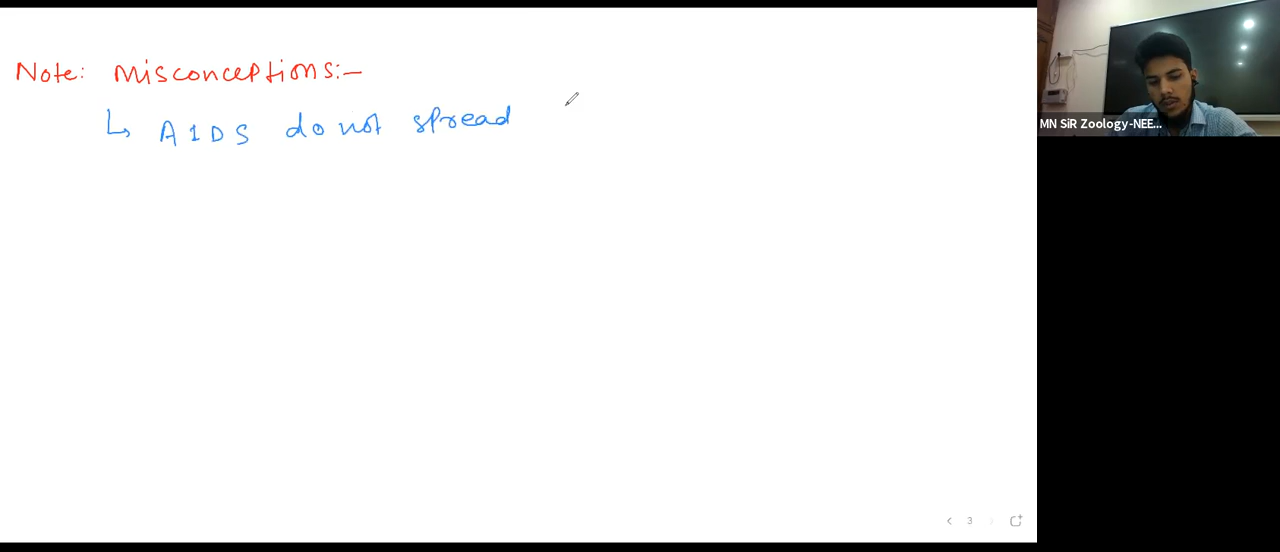 Note: Misconceptions:-
↳ AIDS do not spread
MN SiR Zoology-NEE...
< 3 >